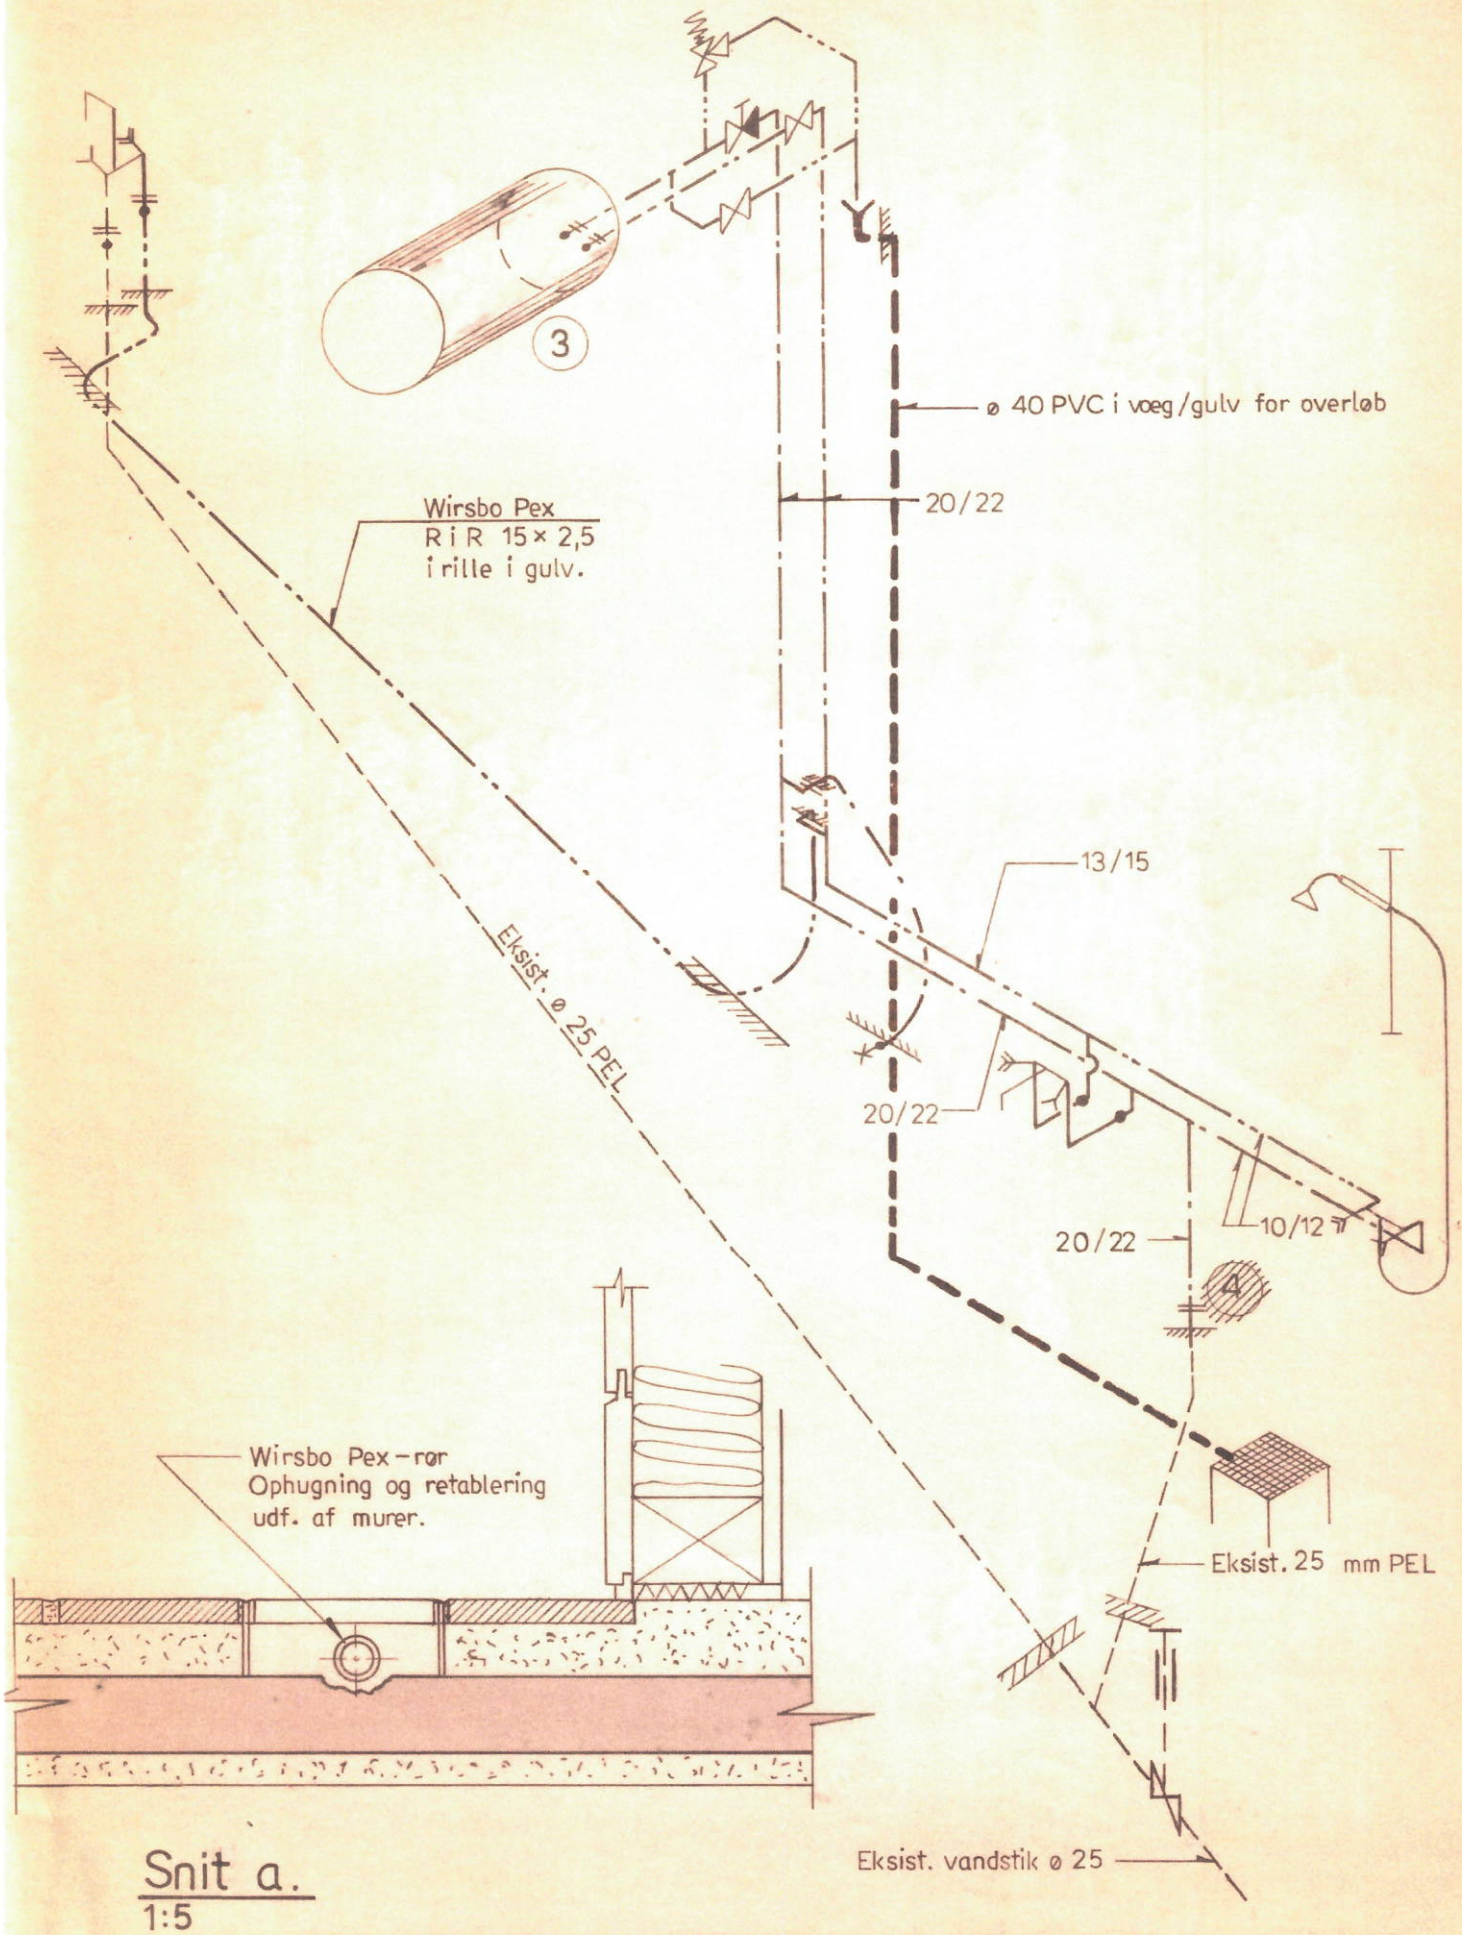 3
ø 40 PVC i væg/gulv for overløb
20/22
Wirsbo Pex
RiR 15 × 2,5
i rille i gulv.
13/15
Eksist. ø 25 PEL
20/22
10/12
20/22
4
Wirsbo Pex-rør
Ophugning og retablering
udf. af murer.
Eksist. 25 mm PEL
Eksist. vandstik ø 25
Snit a.
1:5